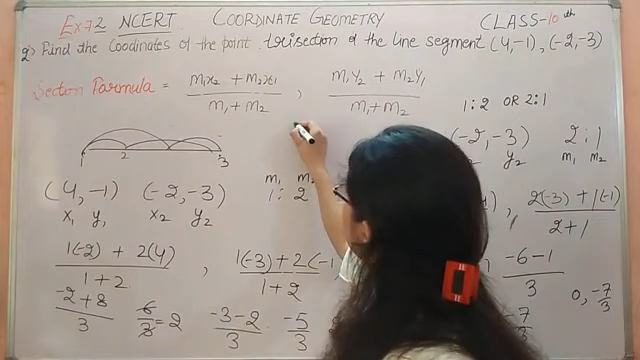 Ex 7.2 NCERT COORDINATE GEOMETRY CLASS-10th
2) Find the Coodinates of the point trisection of the line segment (4,-1), (-2,-3)
Section Formula = m₁x₂ + m₂x₁ / m₁+m₂ , m₁y₂ + m₂y₁ / m₁+m₂
1:2 OR 2:1
1 2 3
(4,-1) (-2,-3)
x₁ y₁ x₂ y₂
m₁
1 : 2
1(-2) + 2(4) / 1+2 , 1(-3)+2(-1 / 1+2
-2+8 / 3 6/3 = 2 -3-2 / 3 -5/3
(-2,-3) 2:1
y₂ m₁ m₂
, 2(-3)+1(-1) / 2+1
-6-1 / 3
-7/3 0, -7/3